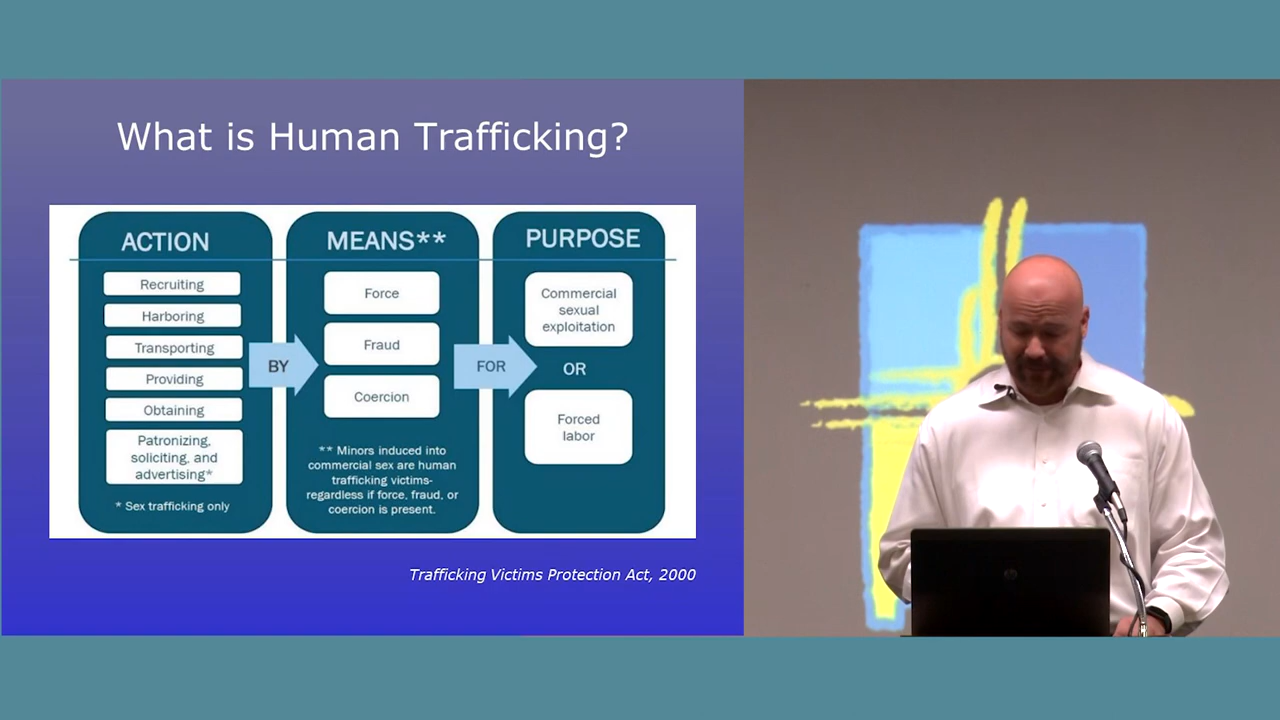 What is Human Trafficking?
ACTION
Recruiting
Harboring
Transporting
Providing
Obtaining
Patronizing,
soliciting, and
advertising*
* Sex trafficking only
BY
MEANS**
Force
Fraud
Coercion
** Minors induced into
commercial sex are human
trafficking victims-
regardless if force, fraud, or
coercion is present.
FOR
PURPOSE
Commercial
sexual
exploitation
OR
Forced
labor
Trafficking Victims Protection Act, 2000